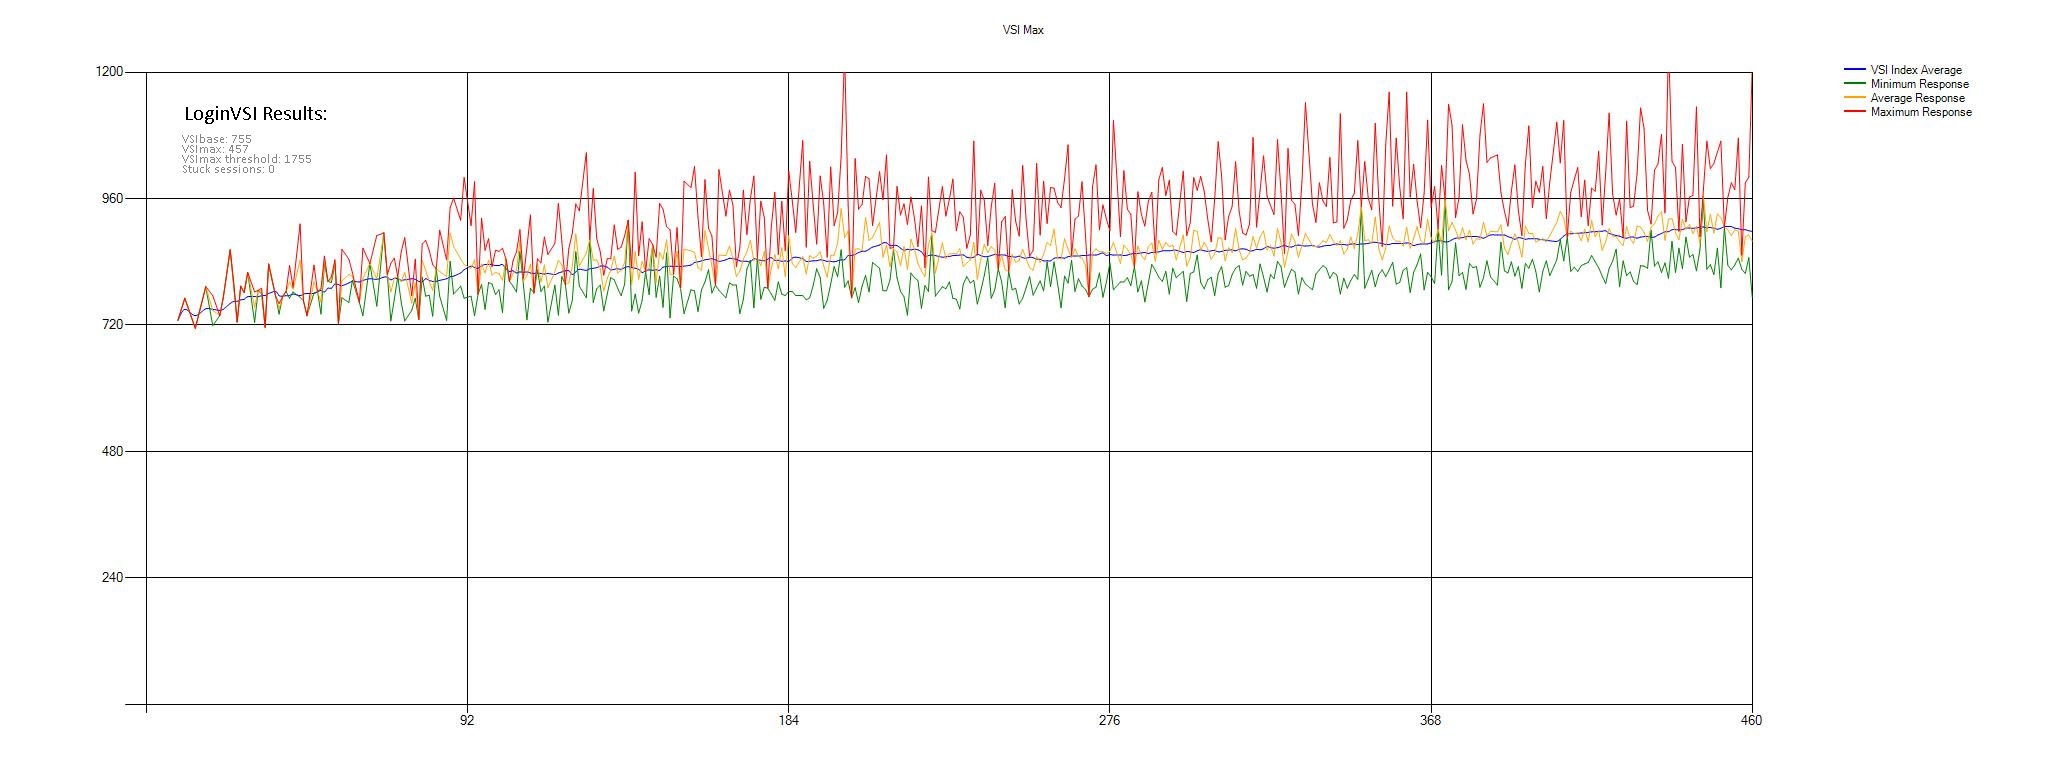 VSI Max
1200
960
720
480
240
LoginVSI Results:
VSIbase: 755
VSImax: 457
VSImax threshold: 1755
Stuck sessions: 0
VSI Index Average
Minimum Response
Average Response
Maximum Response
92 184 276 368 460